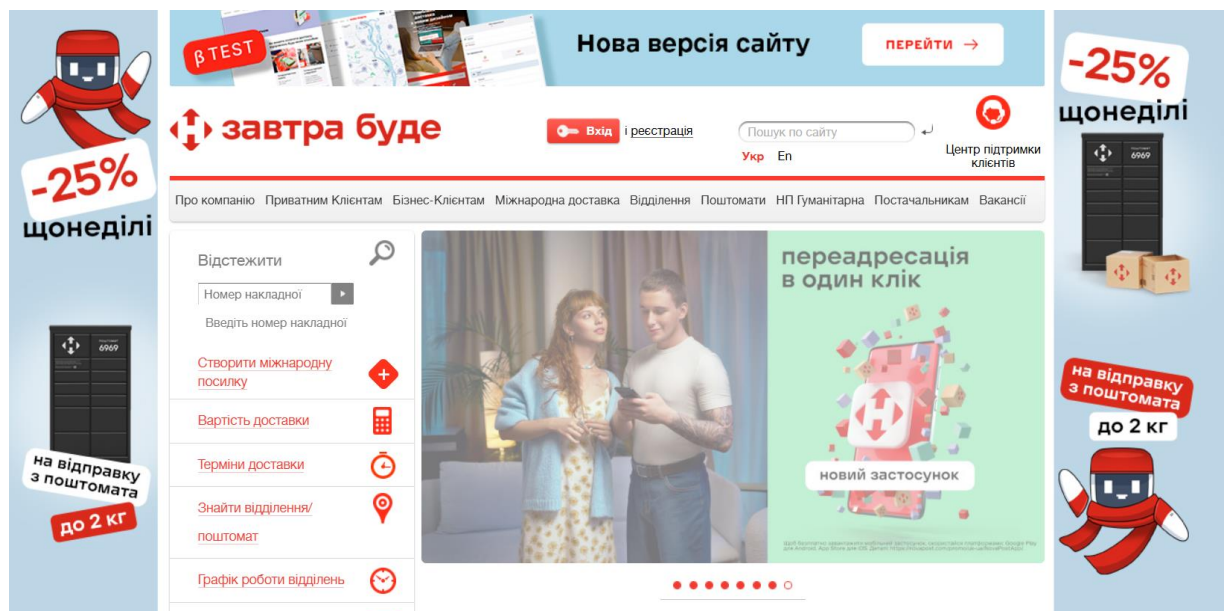 -25%
щонеділі
ПОШТОМАТ
6969
на відправку
з поштомата
до 2 кг
β TEST
Нова версія сайту
ПЕРЕЙТИ →
завтра буде
Вхід і реєстрація
Пошук по сайту
Укр En
Центр підтримки
клієнтів
Про компанію Приватним Клієнтам Бізнес-Клієнтам Міжнародна доставка Відділення Поштомати НП Гуманітарна Постачальникам Вакансії
Відстежити
Номер накладної
Введіть номер накладної
Створити міжнародну
посилку
Вартість доставки
Терміни доставки
Знайти відділення/
поштомат
Графік роботи відділень
переадресація
в один клік
новий застосунок
-25%
щонеділі
ПОШТОМАТ
6969
на відправку
з поштомата
до 2 кг